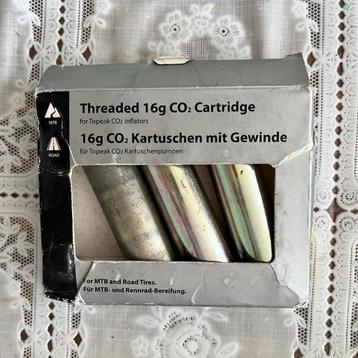 MTB
ROAD
Threaded 16g CO₂ Cartridge
for Topeak CO₂ inflators
16g CO₂ Kartuschen mit Gewinde
für Topeak CO₂ Kartuschenpumpen
For MTB and Road Tires.
Für MTB- und Rennrad-Bereifung.